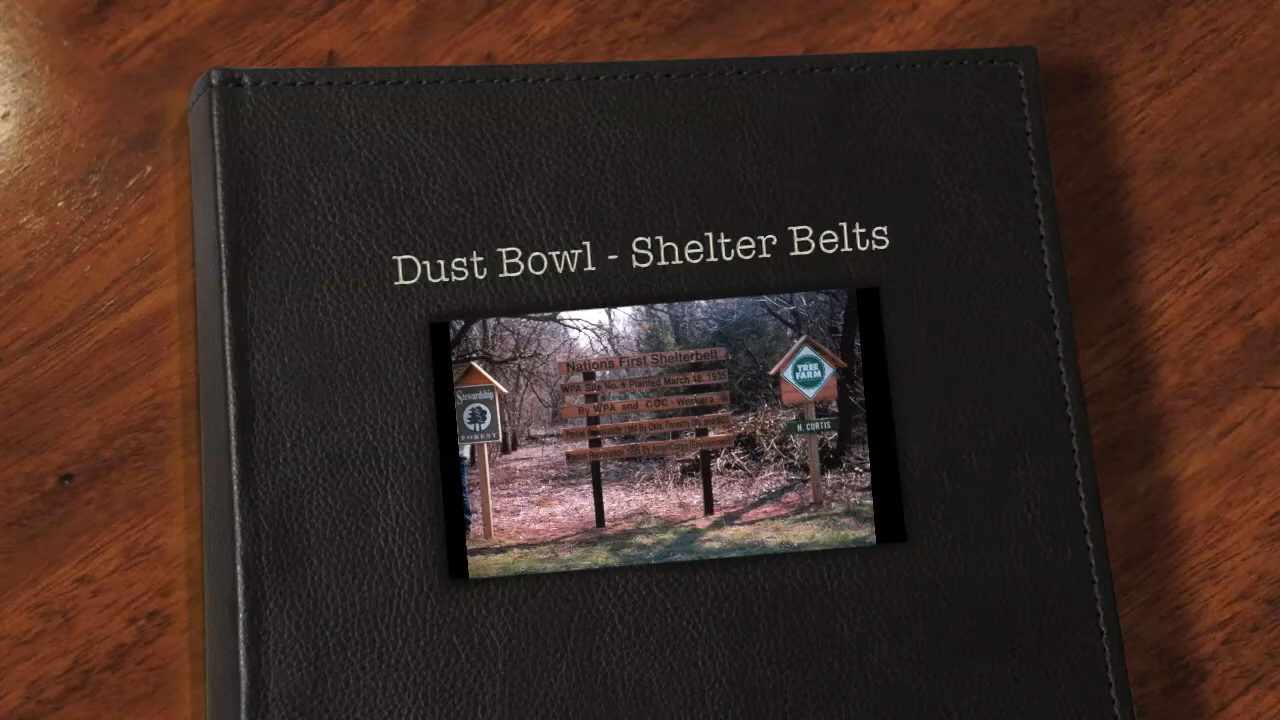 Dust Bowl - Shelter Belts
Nations First Shelterbelt
WPA Site No. 4 Planted March 18, 1935
By WPA and CCC - Workers
Stewardship
FOREST
TREE
FARM
H. CURTIS